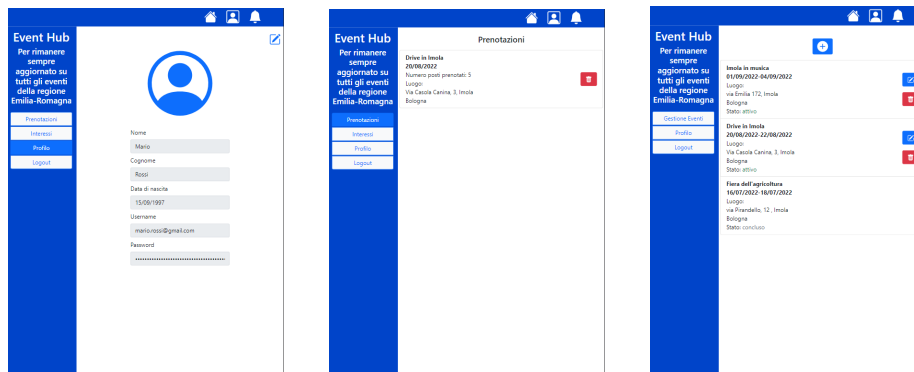 Event Hub
Per rimanere
sempre
aggiornato su
tutti gli eventi
della regione
Emilia-Romagna
Prenotazioni
Interessi
Profilo
Logout
Nome
Mario
Cognome
Rossi
Data di nascita
15/09/1997
Username
mario.rossi@gmail.com
Password
Event Hub
Per rimanere
sempre
aggiornato su
tutti gli eventi
della regione
Emilia-Romagna
Prenotazioni
Interessi
Profilo
Logout
Prenotazioni
Drive in Imola
20/08/2022
Numero posti prenotati: 5
Luogo:
Via Casola Canina, 3, Imola
Bologna
Event Hub
Per rimanere
sempre
aggiornato su
tutti gli eventi
della regione
Emilia-Romagna
Gestione Eventi
Profilo
Logout
Imola in musica
01/09/2022-04/09/2022
Luogo:
via Emilia 172, Imola
Bologna
Stato: attivo
Drive in Imola
20/08/2022-22/08/2022
Luogo:
Via Casola Canina, 3, Imola
Bologna
Stato: attivo
Fiera dell'agricoltura
16/07/2022-18/07/2022
Luogo:
via Pirandello, 12 , Imola
Bologna
Stato: concluso